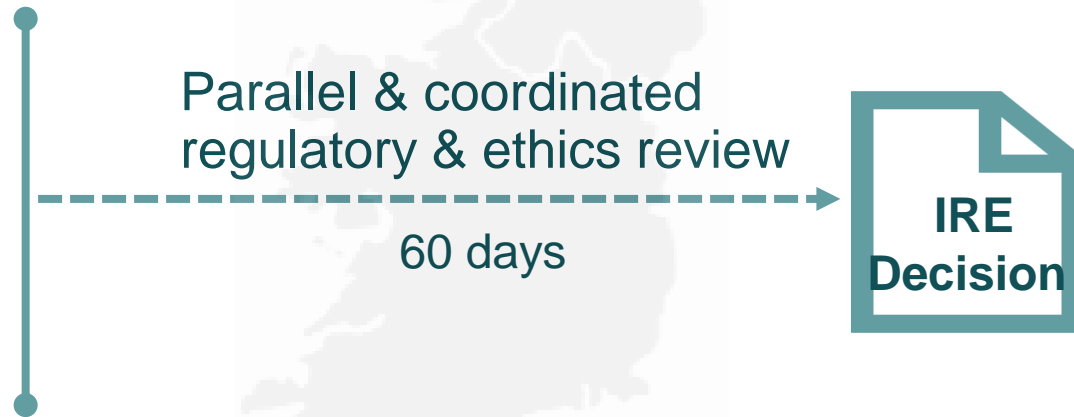 Parallel & coordinated
regulatory & ethics review
60 days
IRE
Decision